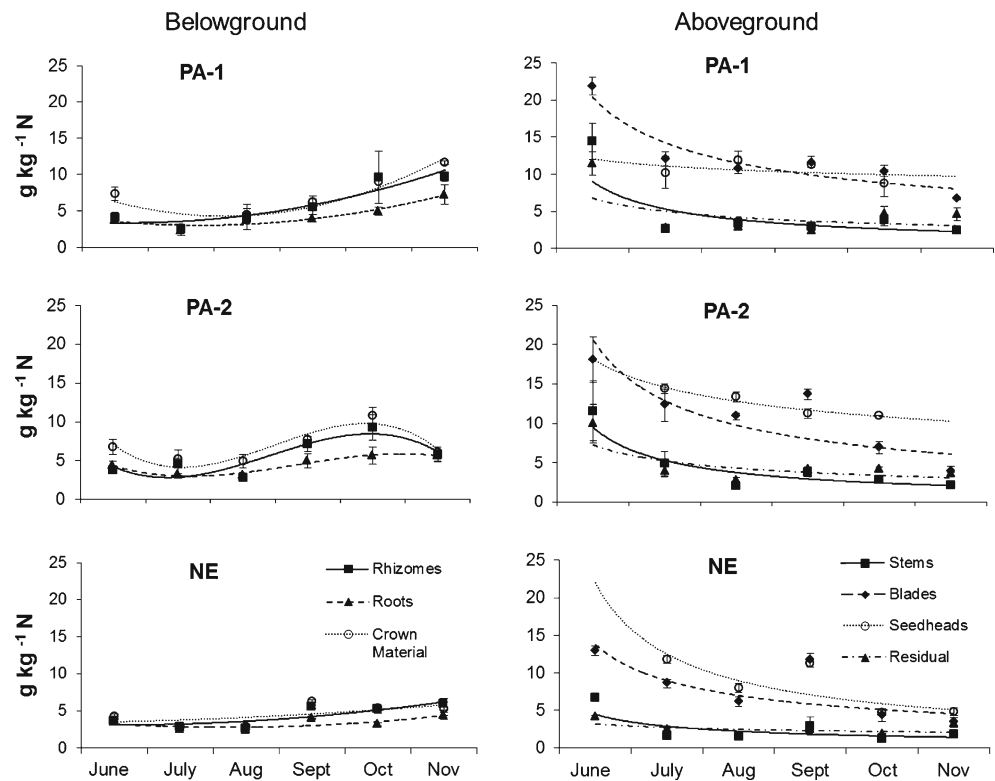 Belowground
Aboveground
PA-1
g kg -1 N
25
20
15
10
5
0
PA-1
25
20
15
10
5
0
PA-2
g kg -1 N
25
20
15
10
5
0
PA-2
25
20
15
10
5
0
NE
g kg -1 N
25
20
15
10
5
0
Rhizomes
Roots
Crown
Material
June July Aug Sept Oct Nov
NE
25
20
15
10
5
0
Stems
Blades
Seedheads
Residual
June July Aug Sept Oct Nov